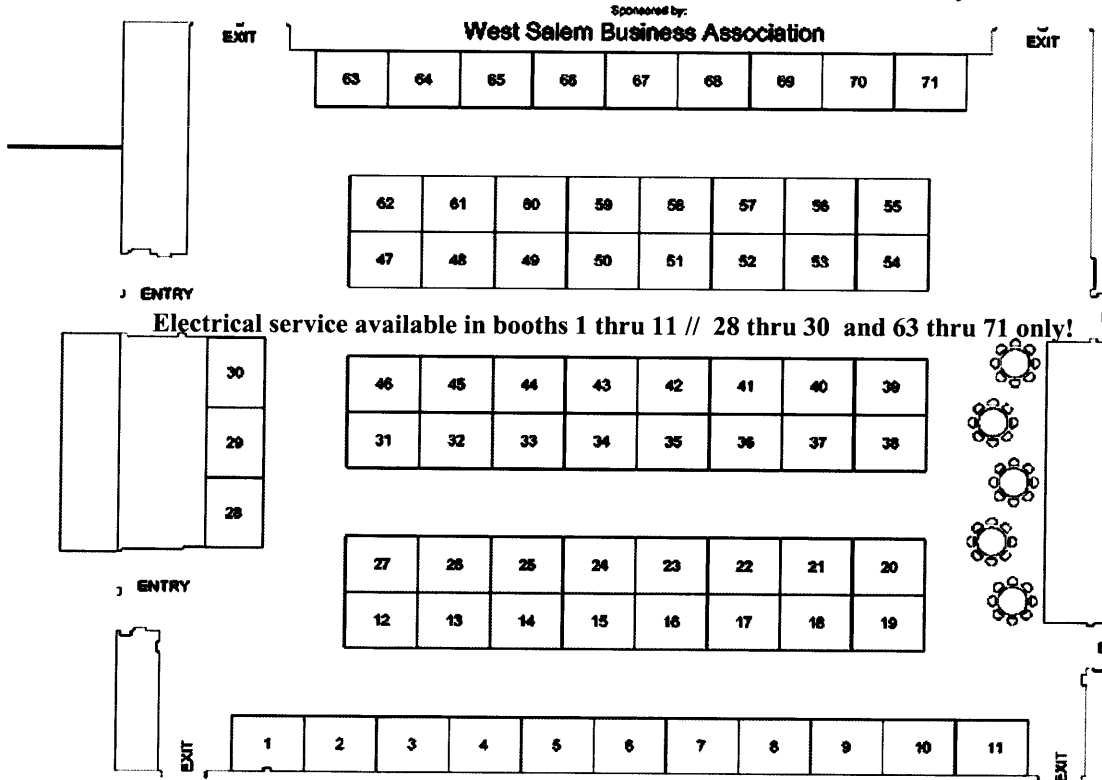 Sponsored by:
West Salem Business Association
EXIT
EXIT
63 64 65 66 67 68 69 70 71
62 61 60 59 58 57 56 55
47 48 49 50 51 52 53 54
ENTRY
Electrical service available in booths 1 thru 11 // 28 thru 30 and 63 thru 71 only!
30
29
28
46 45 44 43 42 41 40 39
31 32 33 34 35 36 37 38
27 26 25 24 23 22 21 20
12 13 14 15 16 17 18 19
ENTRY
EXIT
1 2 3 4 5 6 7 8 9 10 11
EXIT